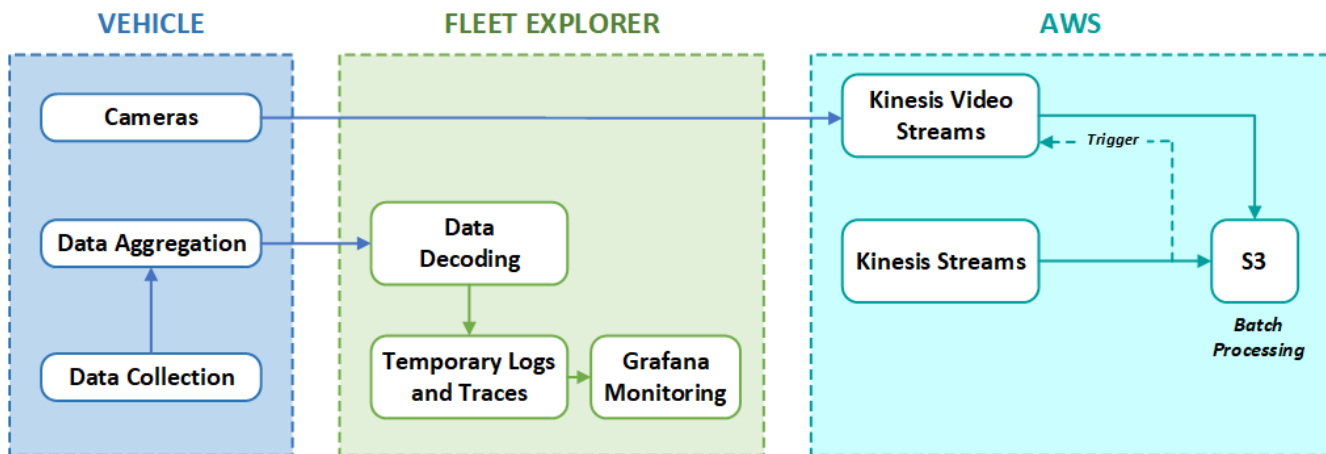 VEHICLE
FLEET EXPLORER
AWS
Cameras
Kinesis Video
Streams
Trigger
Data Aggregation
Data
Decoding
Kinesis Streams
S3
Batch
Processing
Data Collection
Temporary Logs
and Traces
Grafana
Monitoring